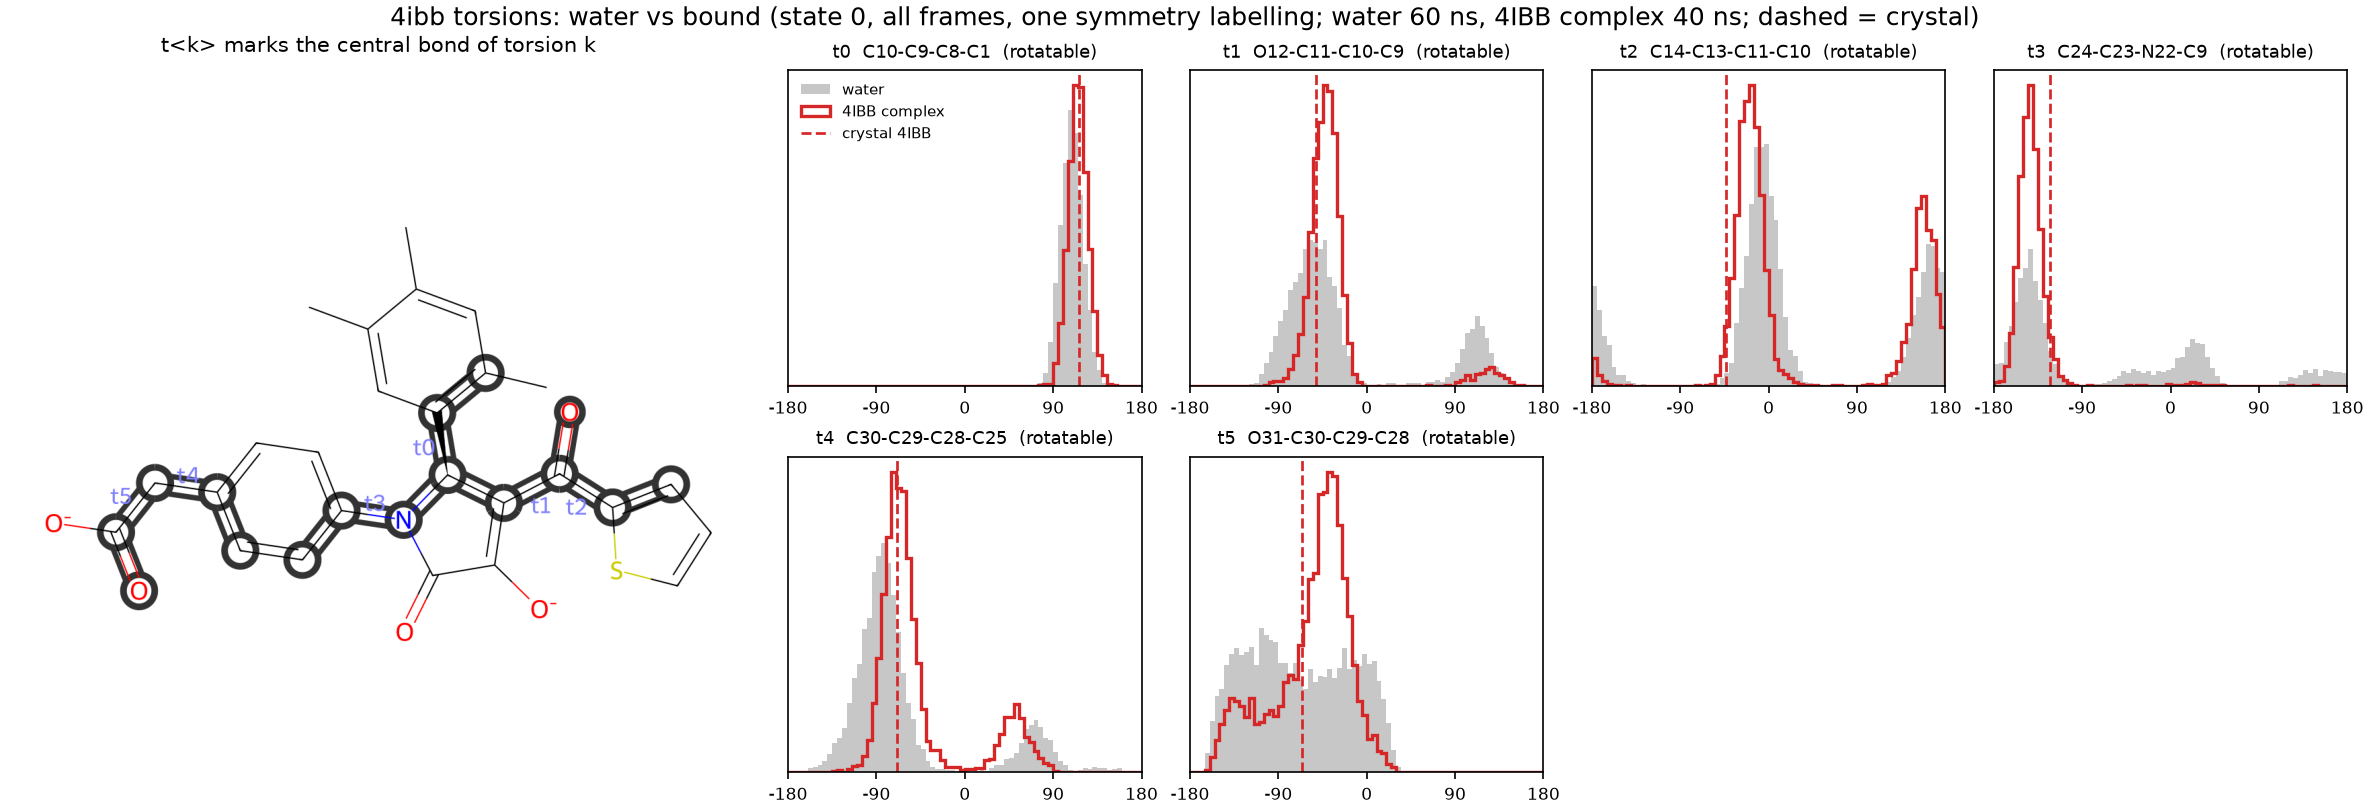 4ibb torsions: water vs bound (state 0, all frames, one symmetry labelling; water 60 ns, 4IBB complex 40 ns; dashed = crystal)
t<k> marks the central bond of torsion k
t0 C10-C9-C8-C1 (rotatable)
t1 O12-C11-C10-C9 (rotatable)
t2 C14-C13-C11-C10 (rotatable)
t3 C24-C23-N22-C9 (rotatable)
water
4IBB complex
crystal 4IBB
-180 -90 0 90 180
-180 -90 0 90 180
-180 -90 0 90 180
-180 -90 0 90 180
t4 C30-C29-C28-C25 (rotatable)
t5 O31-C30-C29-C28 (rotatable)
-180 -90 0 90 180
-180 -90 0 90 180
O
t0
t4
t5
t3
t1
t2
N
O⁻
O
S
O
O⁻